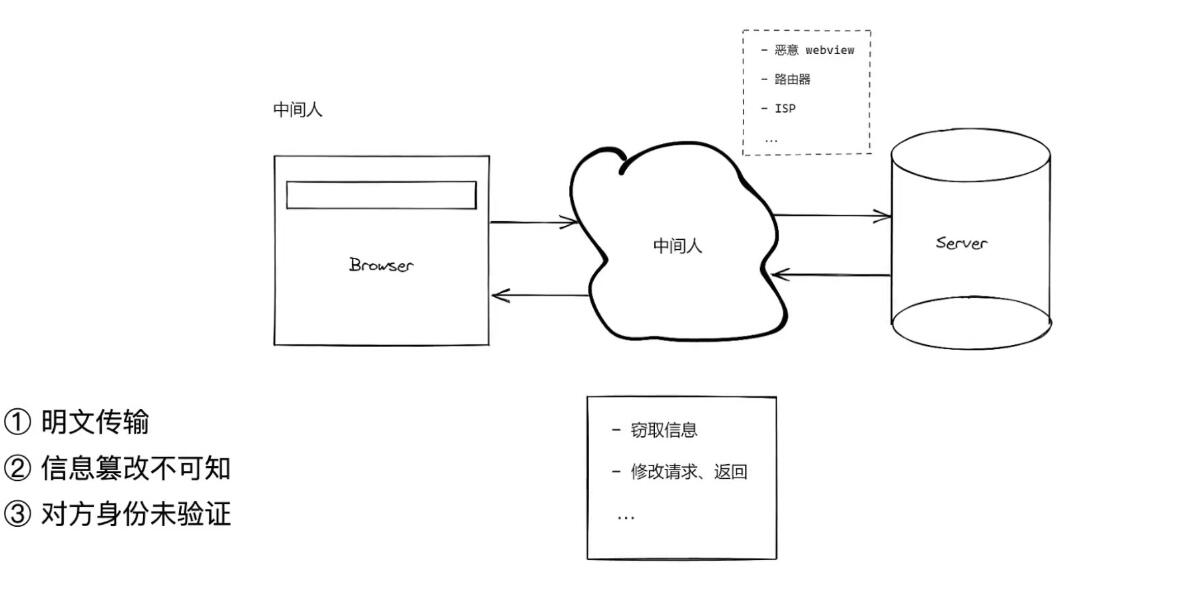 - 恶意 webview
- 路由器
- ISP
...
中间人
Browser
中间人
Server
① 明文传输
② 信息篡改不可知
③ 对方身份未验证
- 窃取信息
- 修改请求、返回
...